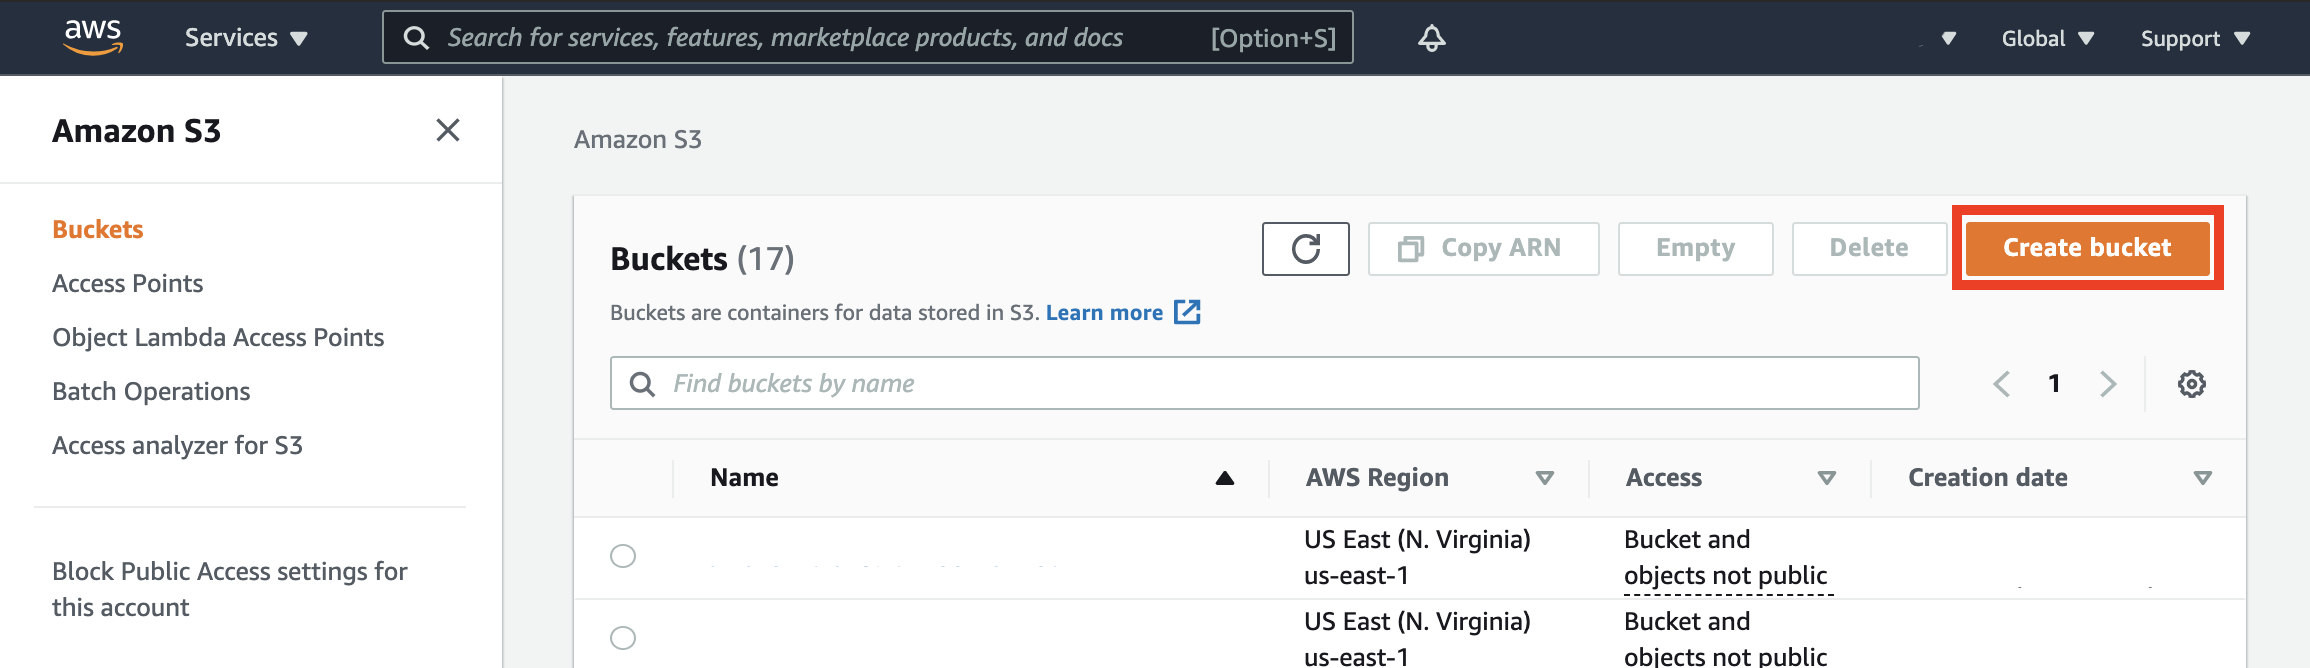 aws
Services
Search for services, features, marketplace products, and docs
[Option+S]
Global
Support
Amazon S3
Buckets
Access Points
Object Lambda Access Points
Batch Operations
Access analyzer for S3
Block Public Access settings for
this account
Amazon S3
Buckets (17)
Copy ARN
Empty
Delete
Create bucket
Buckets are containers for data stored in S3. Learn more
Find buckets by name
1
Name
AWS Region
Access
Creation date
US East (N. Virginia)
us-east-1
Bucket and
objects not public
US East (N. Virginia)
us-east-1
Bucket and
objects not public